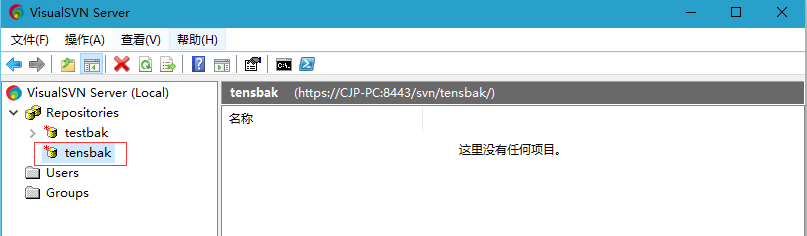 VisualSVN Server
文件(F) 操作(A) 查看(V) 帮助(H)
VisualSVN Server (Local)
Repositories
testbak
tensbak
Users
Groups
tensbak (https://CJP-PC:8443/svn/tensbak/)
名称
这里没有任何项目。